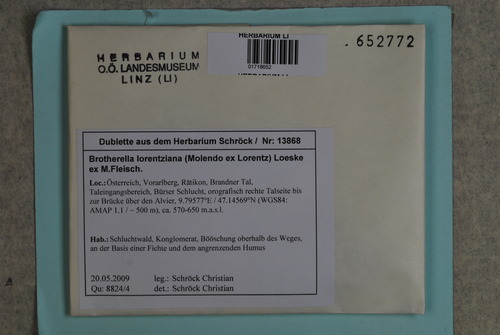 HERBARIUM LI
. 652772
HERBARIUM
O.Ö. LANDESMUSEUM
LINZ (LI)
01718652
HERBARIUM LI
Dublette aus dem Herbarium Schröck / Nr: 13868
Brotherella lorentziana (Molendo ex Lorentz) Loeske
ex M.Fleisch.
Loc.: Österreich, Vorarlberg, Rätikon, Brandner Tal,
Taleingangsbereich, Bürser Schlucht, orografisch rechte Talseite bis
zur Brücke über den Alvier, 9.79577°E / 47.14569°N (WGS84:
AMAP 1.1 / ~ 500 m), ca. 570-650 m.a.s.l.
Hab.: Schluchtwald, Konglomerat, Böoschung oberhalb des Weges,
an der Basis einer Fichte und dem angrenzenden Humus
20.05.2009 leg.: Schröck Christian
Qu: 8824/4 det.: Schröck Christian